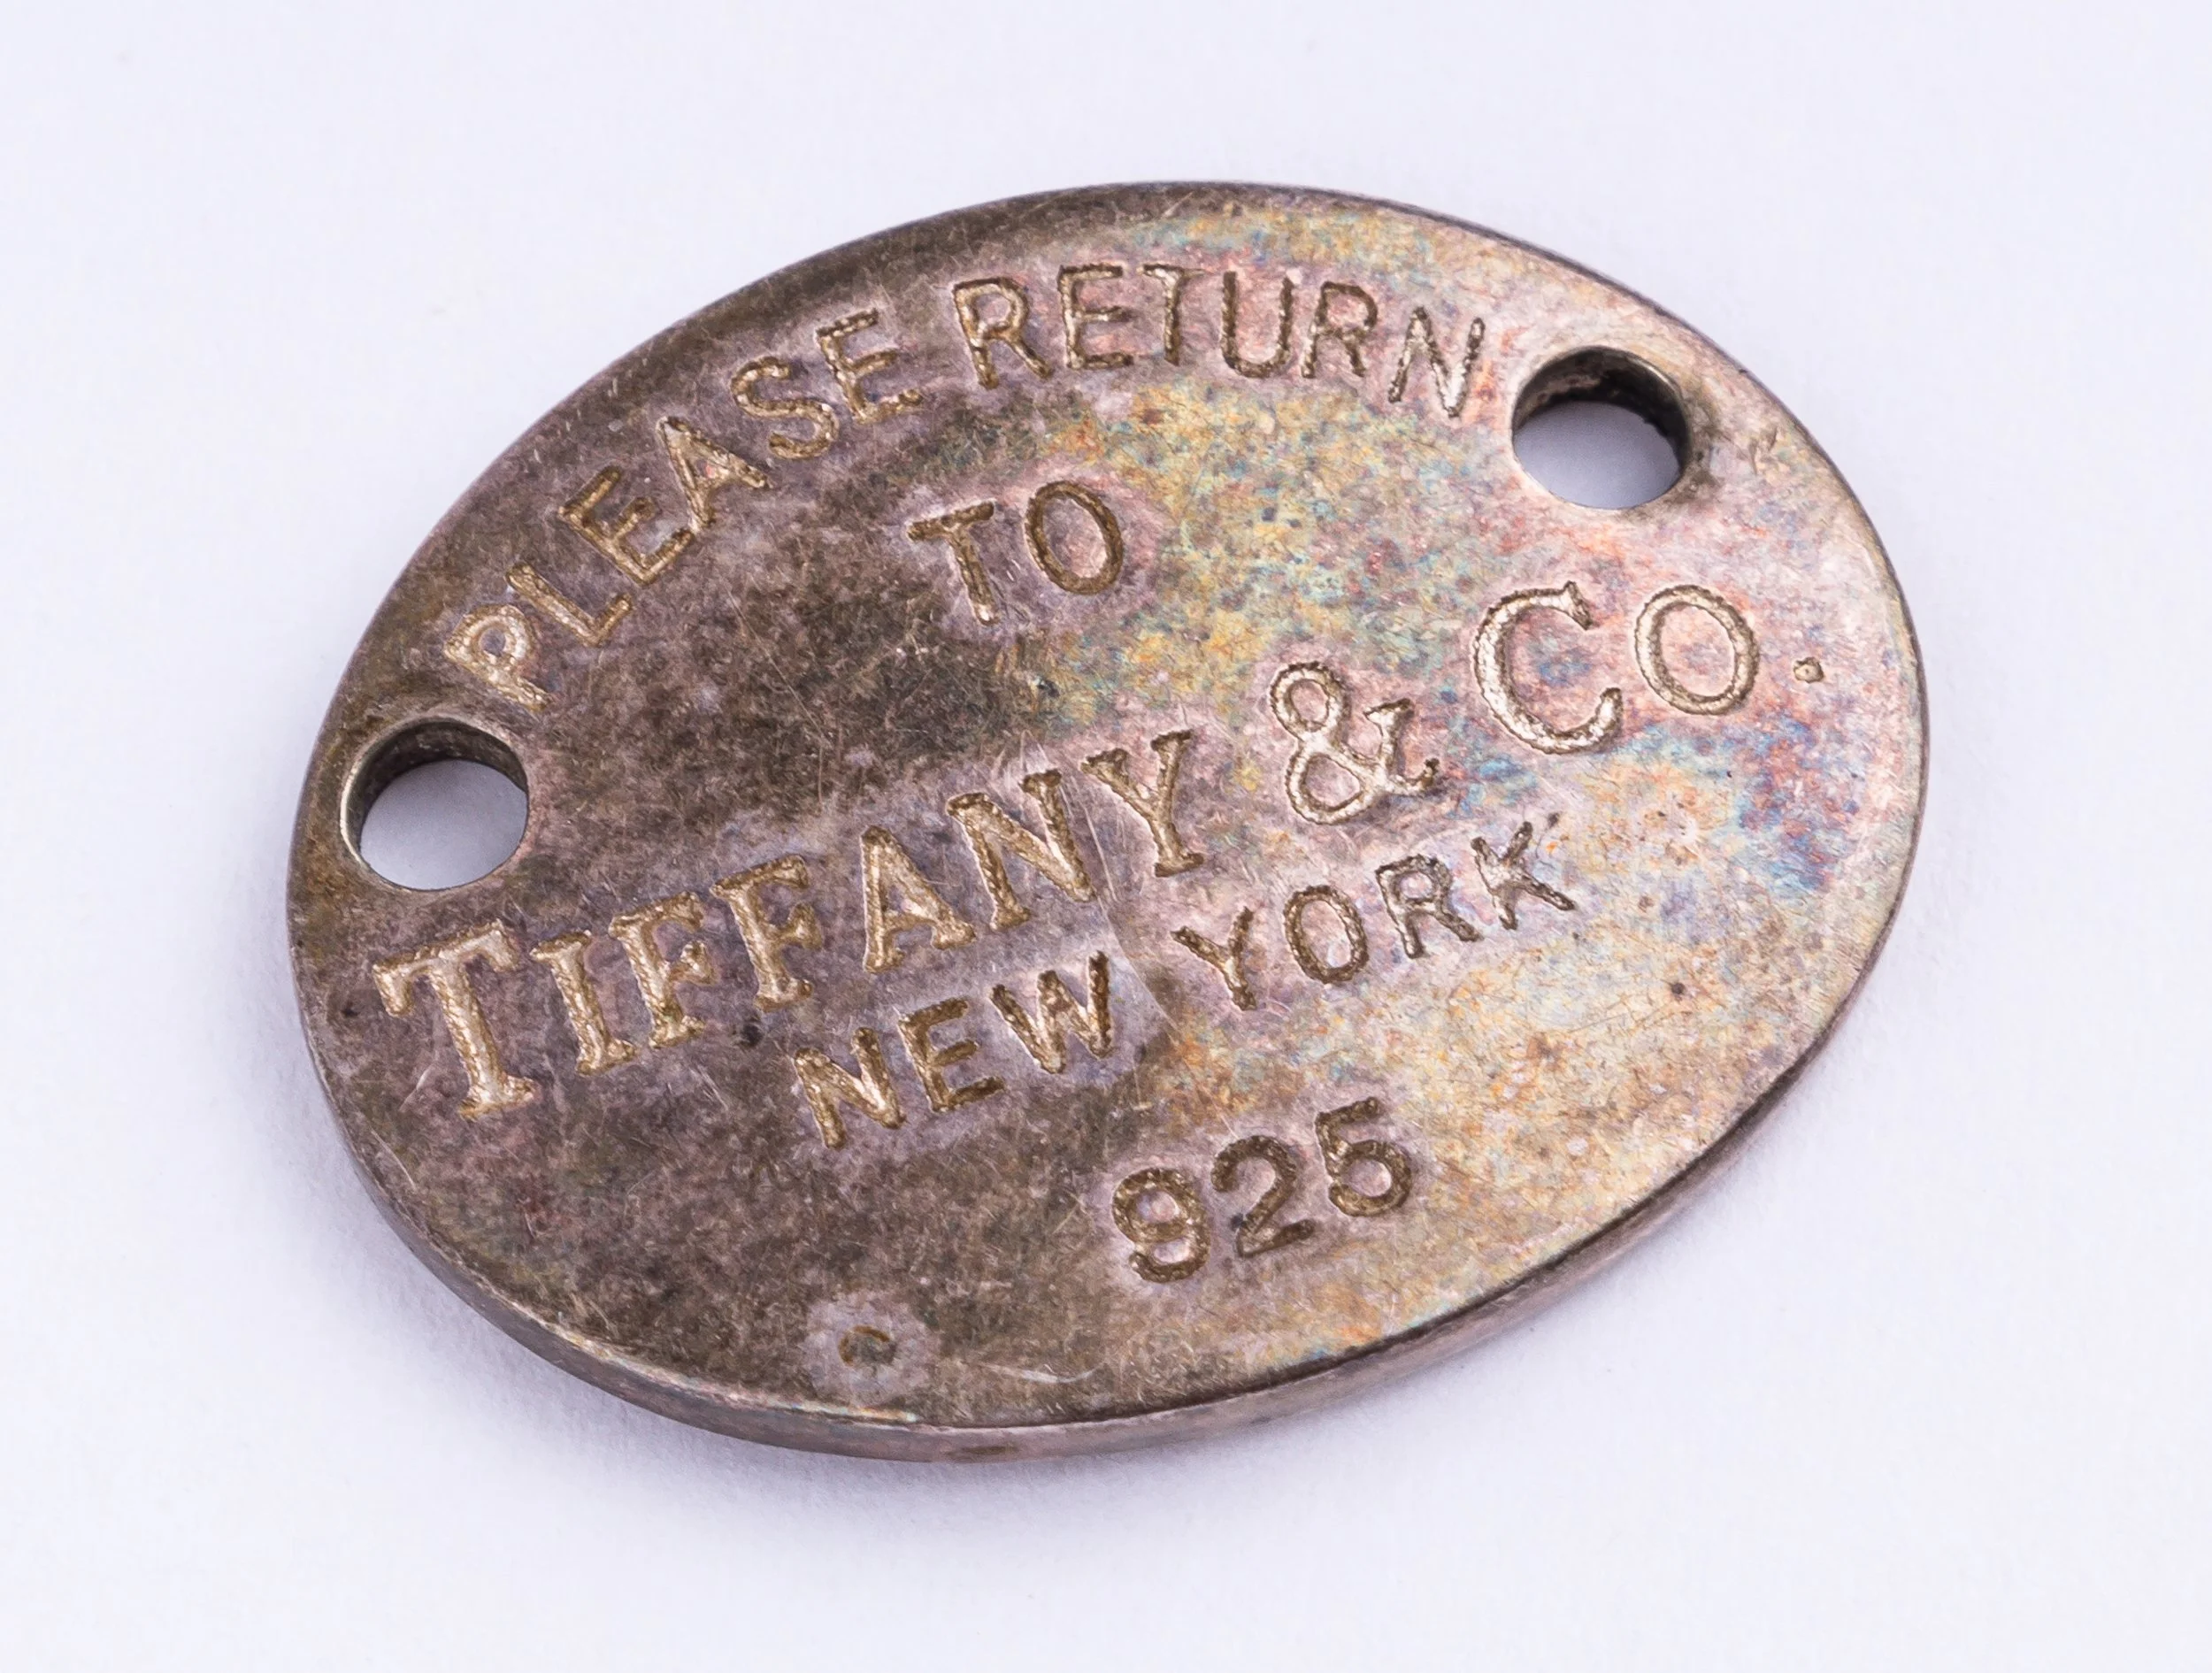 PLEASE RETURN
TO
TIFFANY & CO.
NEW YORK
925